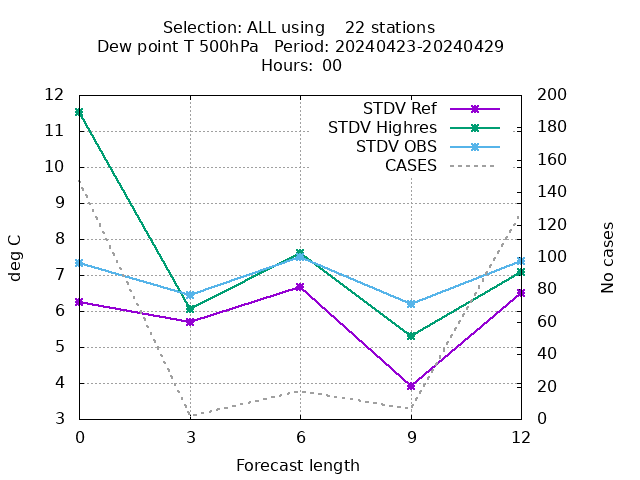 Selection: ALL using    22 stations
Dew point T 500hPa   Period: 20240423-20240429
Hours: 00
STDV Ref
STDV Highres
STDV OBS
CASES
deg C
12
11
10
9
8
7
6
5
4
3
200
180
160
140
120
100
80
60
40
20
0
No cases
0 3 6 9 12
Forecast length